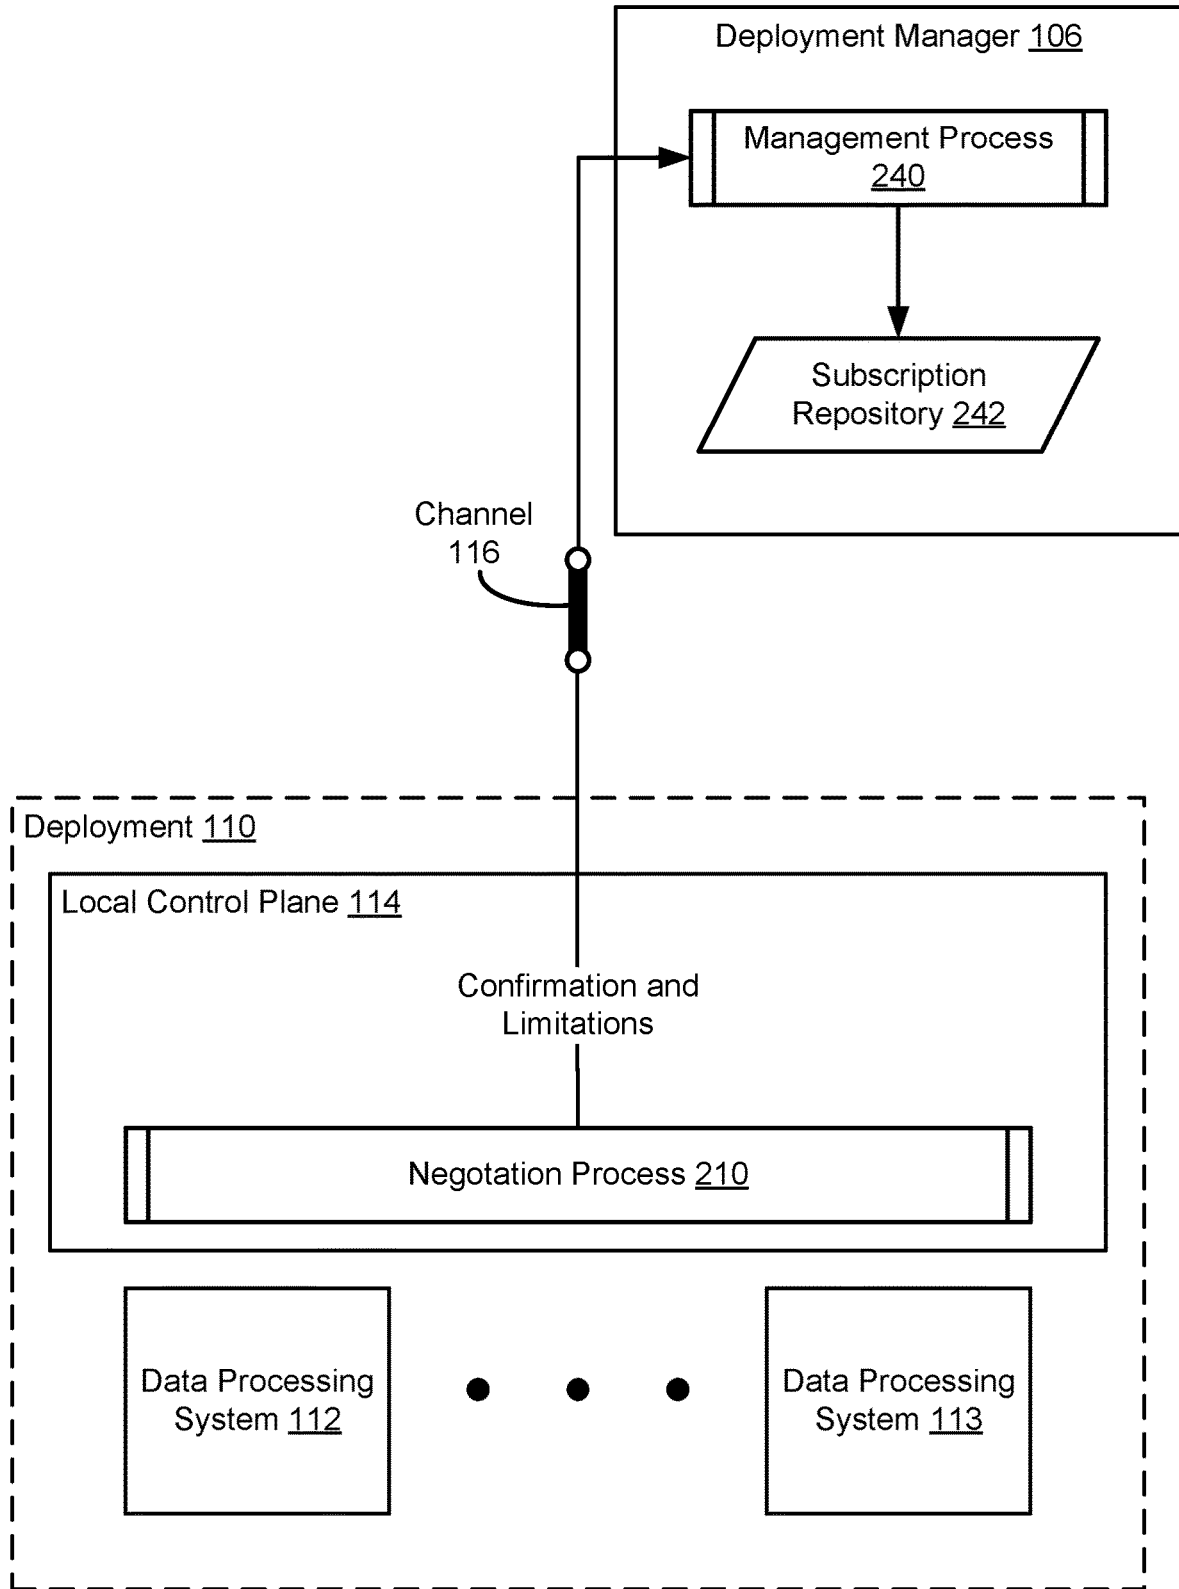 Deployment Manager 106
Management Process
240
Subscription
Repository 242
Channel
116
Deployment 110
Local Control Plane 114
Confirmation and
Limitations
Negotation Process 210
Data Processing
System 112
Data Processing
System 113